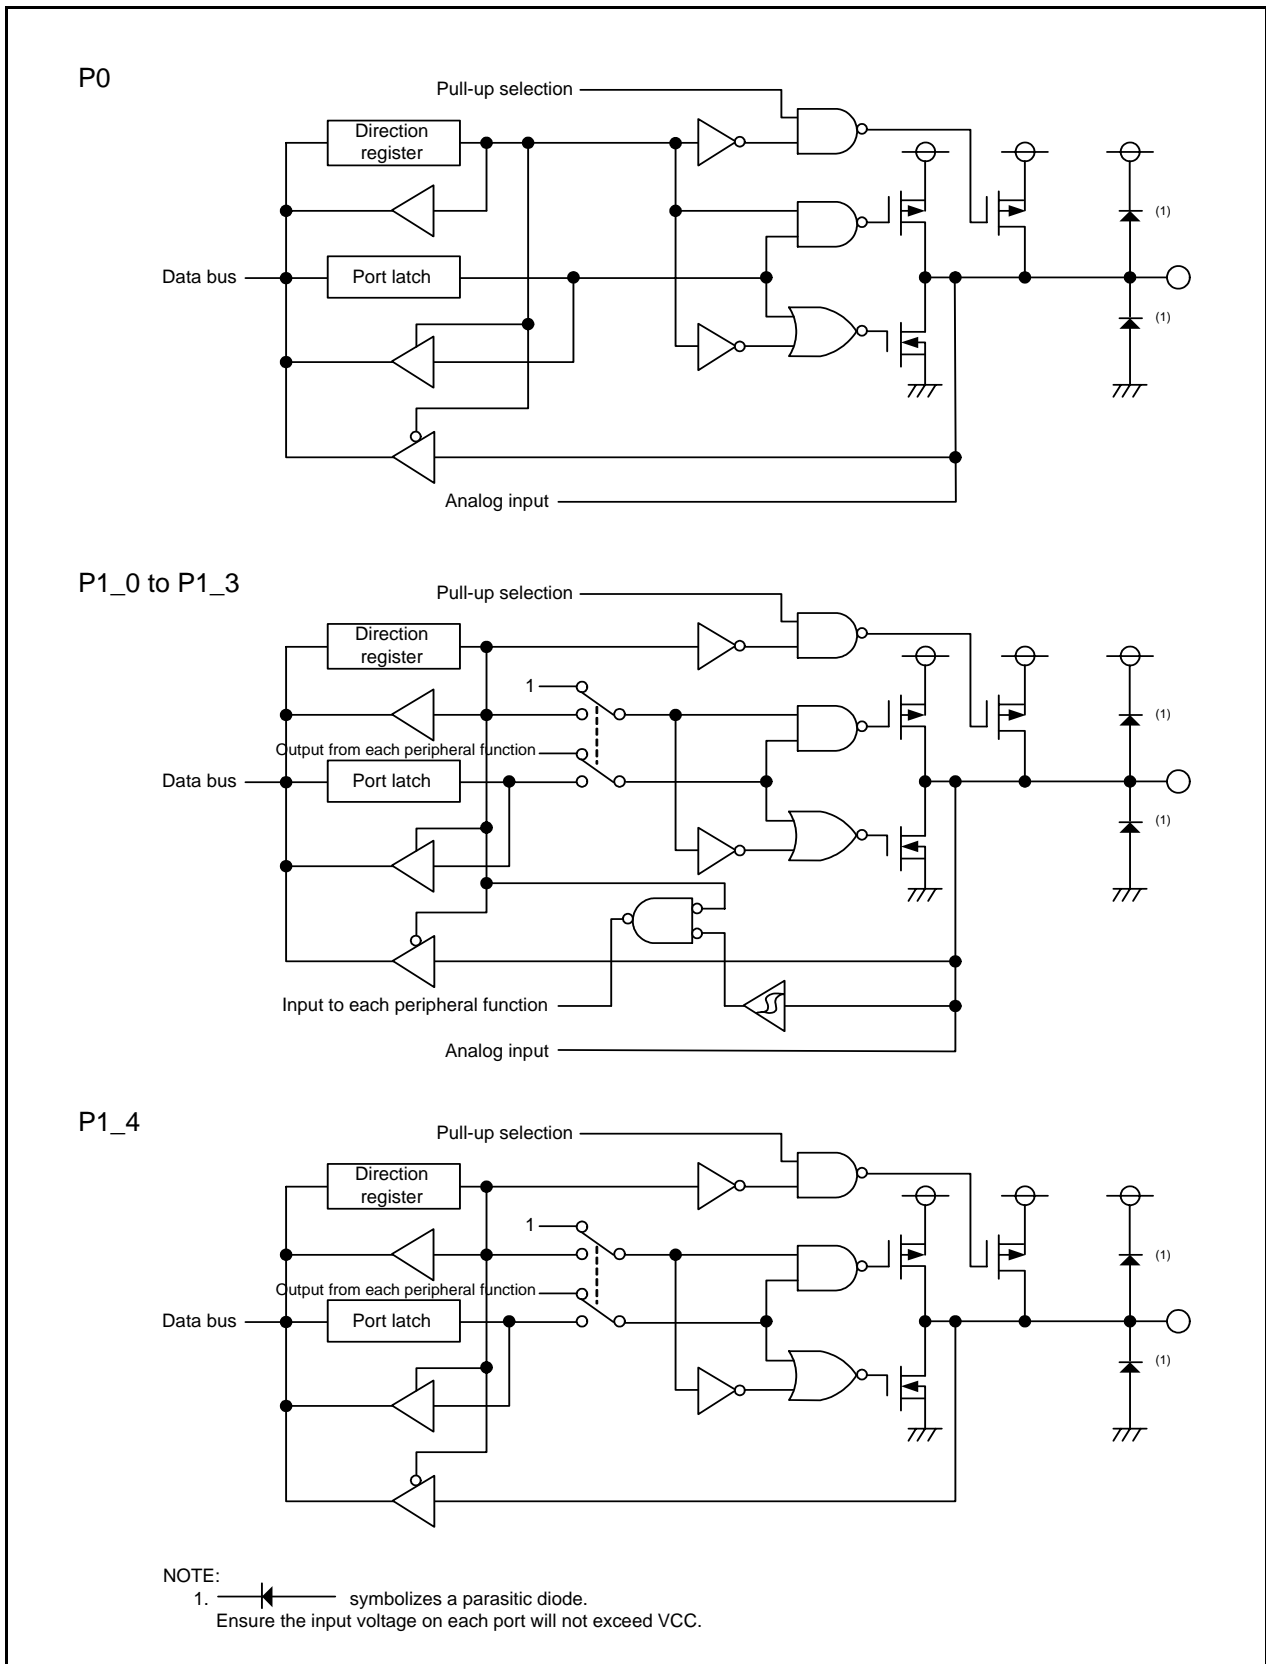 P0
Pull-up selection
Direction
register
(1)
Data bus
Port latch
(1)
Analog input
P1_0 to P1_3
Pull-up selection
Direction
register
1
(1)
Output from each peripheral function
Data bus
Port latch
(1)
Input to each peripheral function
Analog input
P1_4
Pull-up selection
Direction
register
1
(1)
Output from each peripheral function
Data bus
Port latch
(1)
NOTE:
1. symbolizes a parasitic diode.
Ensure the input voltage on each port will not exceed VCC.